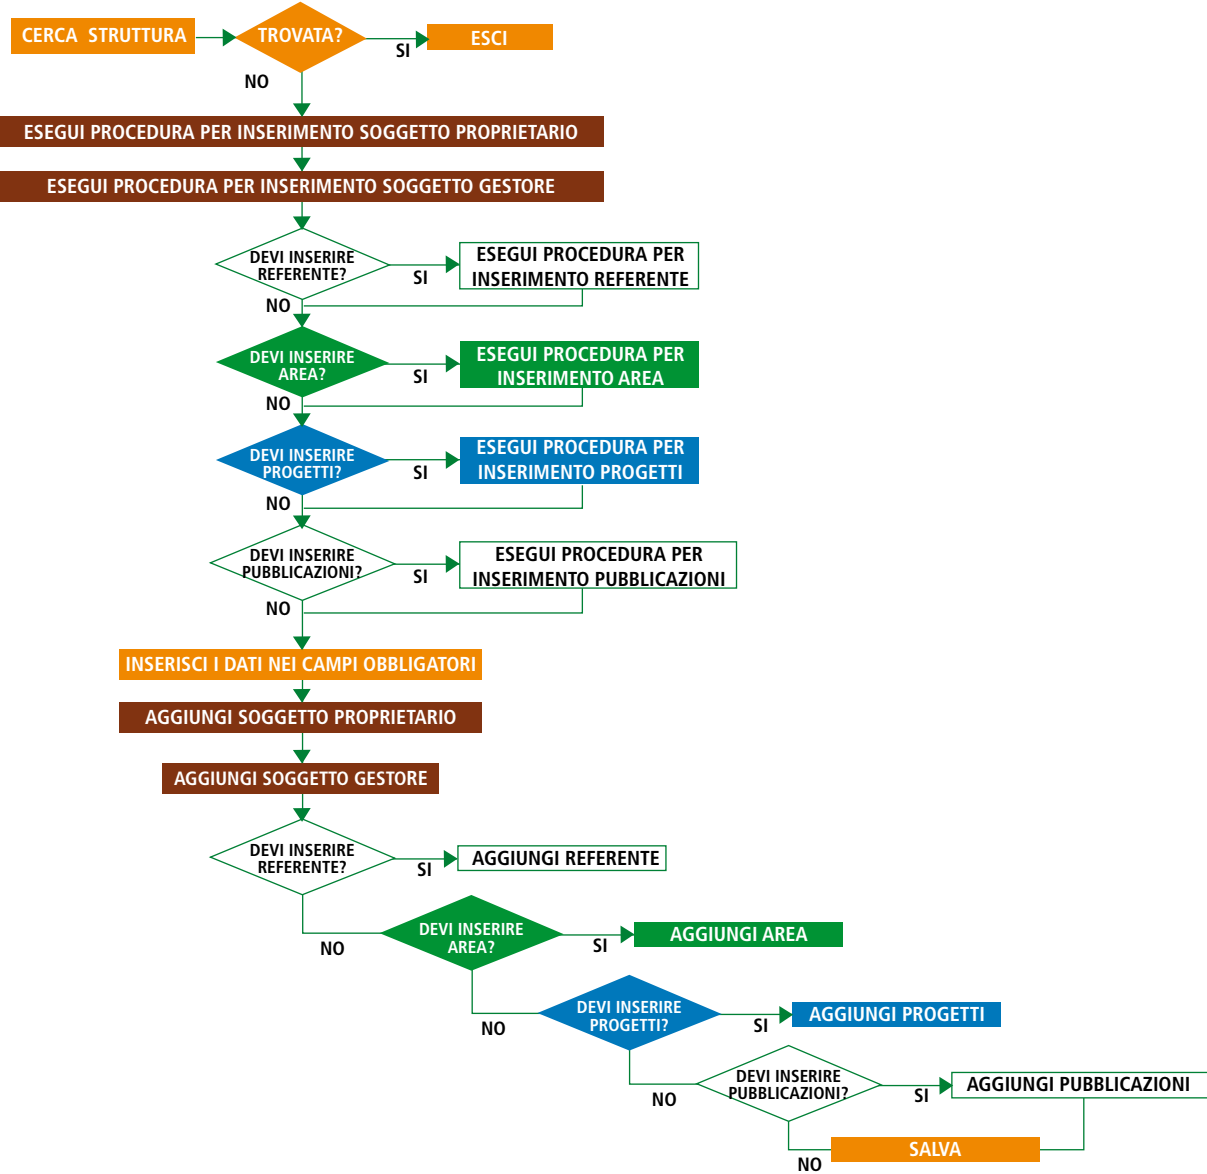 CERCA STRUTTURA
TROVATA?
SI
ESCI
NO
ESEGUI PROCEDURA PER INSERIMENTO SOGGETTO PROPRIETARIO
ESEGUI PROCEDURA PER INSERIMENTO SOGGETTO GESTORE
DEVI INSERIRE
REFERENTE?
SI
ESEGUI PROCEDURA PER
INSERIMENTO REFERENTE
NO
DEVI INSERIRE
AREA?
SI
ESEGUI PROCEDURA PER
INSERIMENTO AREA
NO
DEVI INSERIRE
PROGETTI?
SI
ESEGUI PROCEDURA PER
INSERIMENTO PROGETTI
NO
DEVI INSERIRE
PUBBLICAZIONI?
SI
ESEGUI PROCEDURA PER
INSERIMENTO PUBBLICAZIONI
NO
INSERISCI I DATI NEI CAMPI OBBLIGATORI
AGGIUNGI SOGGETTO PROPRIETARIO
AGGIUNGI SOGGETTO GESTORE
DEVI INSERIRE
REFERENTE?
SI
AGGIUNGI REFERENTE
NO
DEVI INSERIRE
AREA?
SI
AGGIUNGI AREA
NO
DEVI INSERIRE
PROGETTI?
SI
AGGIUNGI PROGETTI
NO
DEVI INSERIRE
PUBBLICAZIONI?
SI
AGGIUNGI PUBBLICAZIONI
NO
SALVA